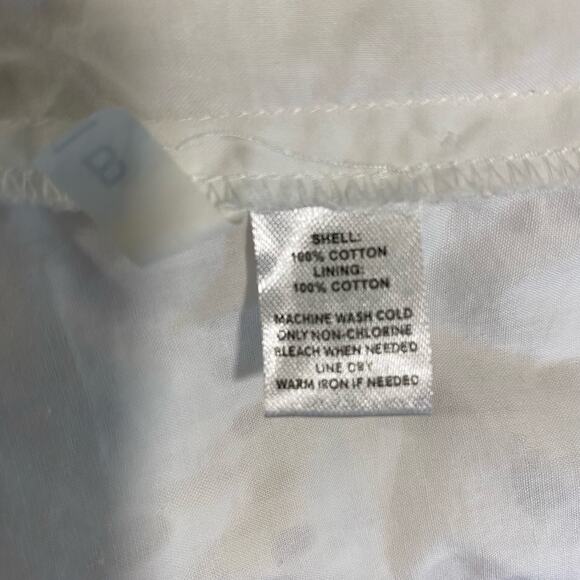 B
SHELL:
100% COTTON
LINING:
100% COTTON
MACHINE WASH COLD
ONLY NON-CHLORINE
BLEACH WHEN NEEDED
LINE DRY
WARM IRON IF NEEDED